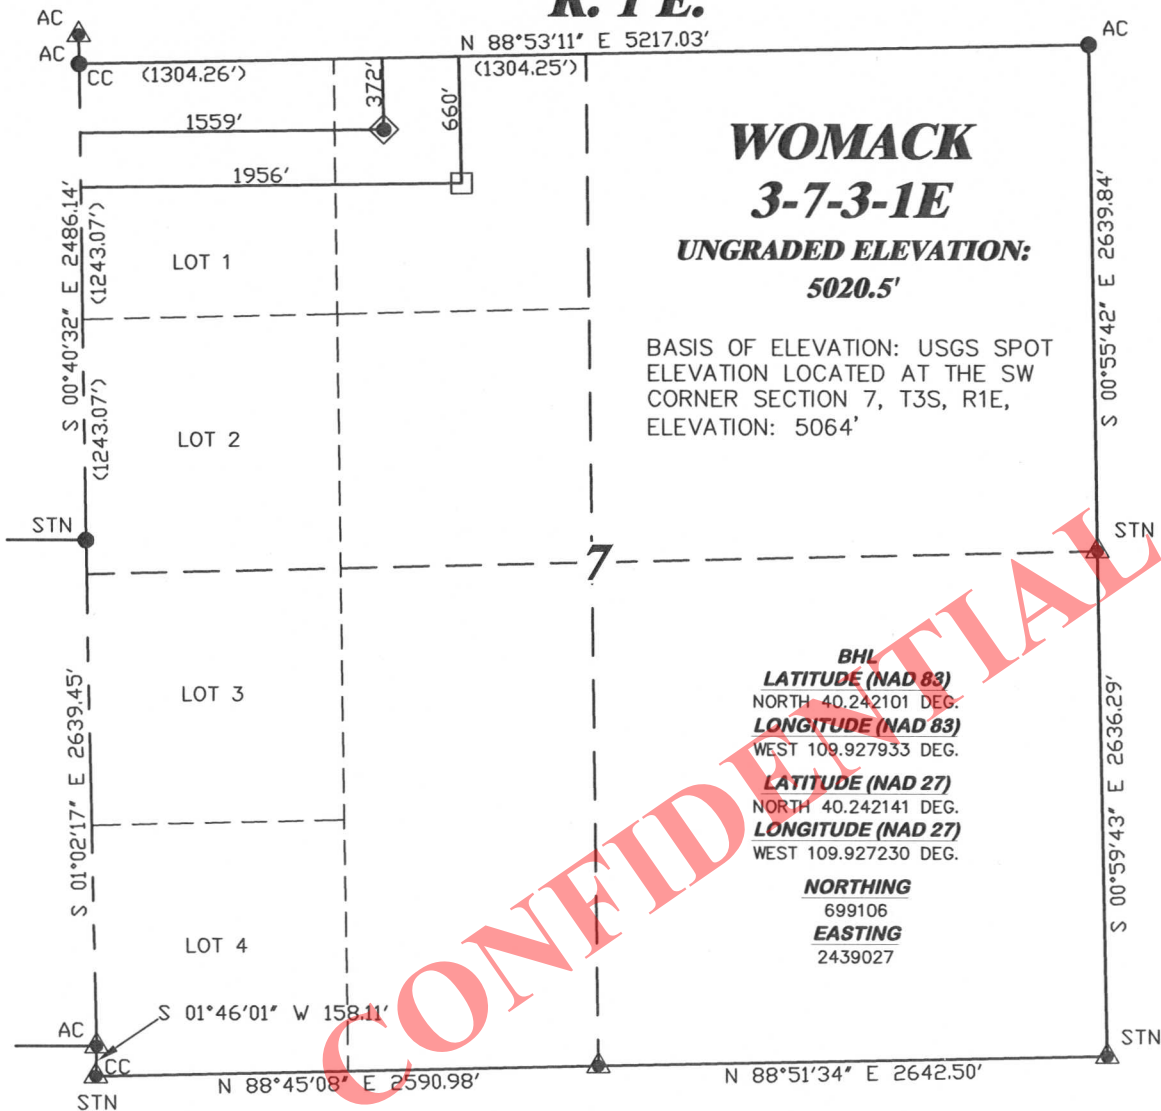 R. 1 E.
AC
AC
CC
N 88°53'11" E 5217.03'
AC
(1304.26')
372'
660'
(1304.25')
1559'
1956'
WOMACK
3-7-3-1E
UNGRADED ELEVATION:
5020.5'
BASIS OF ELEVATION: USGS SPOT
ELEVATION LOCATED AT THE SW
CORNER SECTION 7, T3S, R1E,
ELEVATION: 5064'
S 00°40'32" E 2486.14'
(1243.07')
(1243.07')
S 00°55'42" E 2639.84'
LOT 1
LOT 2
STN
7
STN
LOT 3
S 01°02'17" E 2639.45'
BHL
LATITUDE (NAD 83)
NORTH 40.242101 DEG.
LONGITUDE (NAD 83)
WEST 109.927933 DEG.
LATITUDE (NAD 27)
NORTH 40.242141 DEG.
LONGITUDE (NAD 27)
WEST 109.927230 DEG.
NORTHING
699106
EASTING
2439027
S 00°59'43" E 2636.29'
CONFIDENTIAL
LOT 4
S 01°46'01" W 158.11'
AC
CC
STN
N 88°45'08" E 2590.98'
N 88°51'34" E 2642.50'
STN